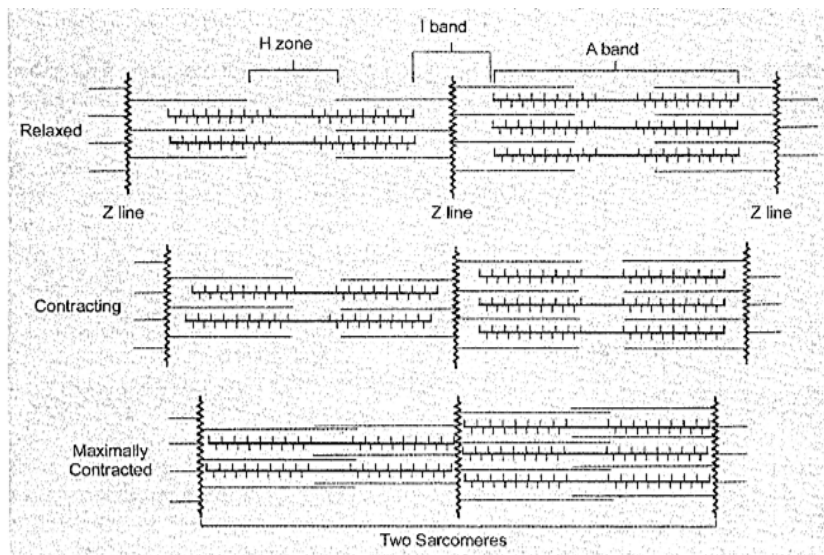 I band
H zone
A band
Relaxed
Z line
Z line
Z line
Contracting
Maximally
Contracted
Two Sarcomeres